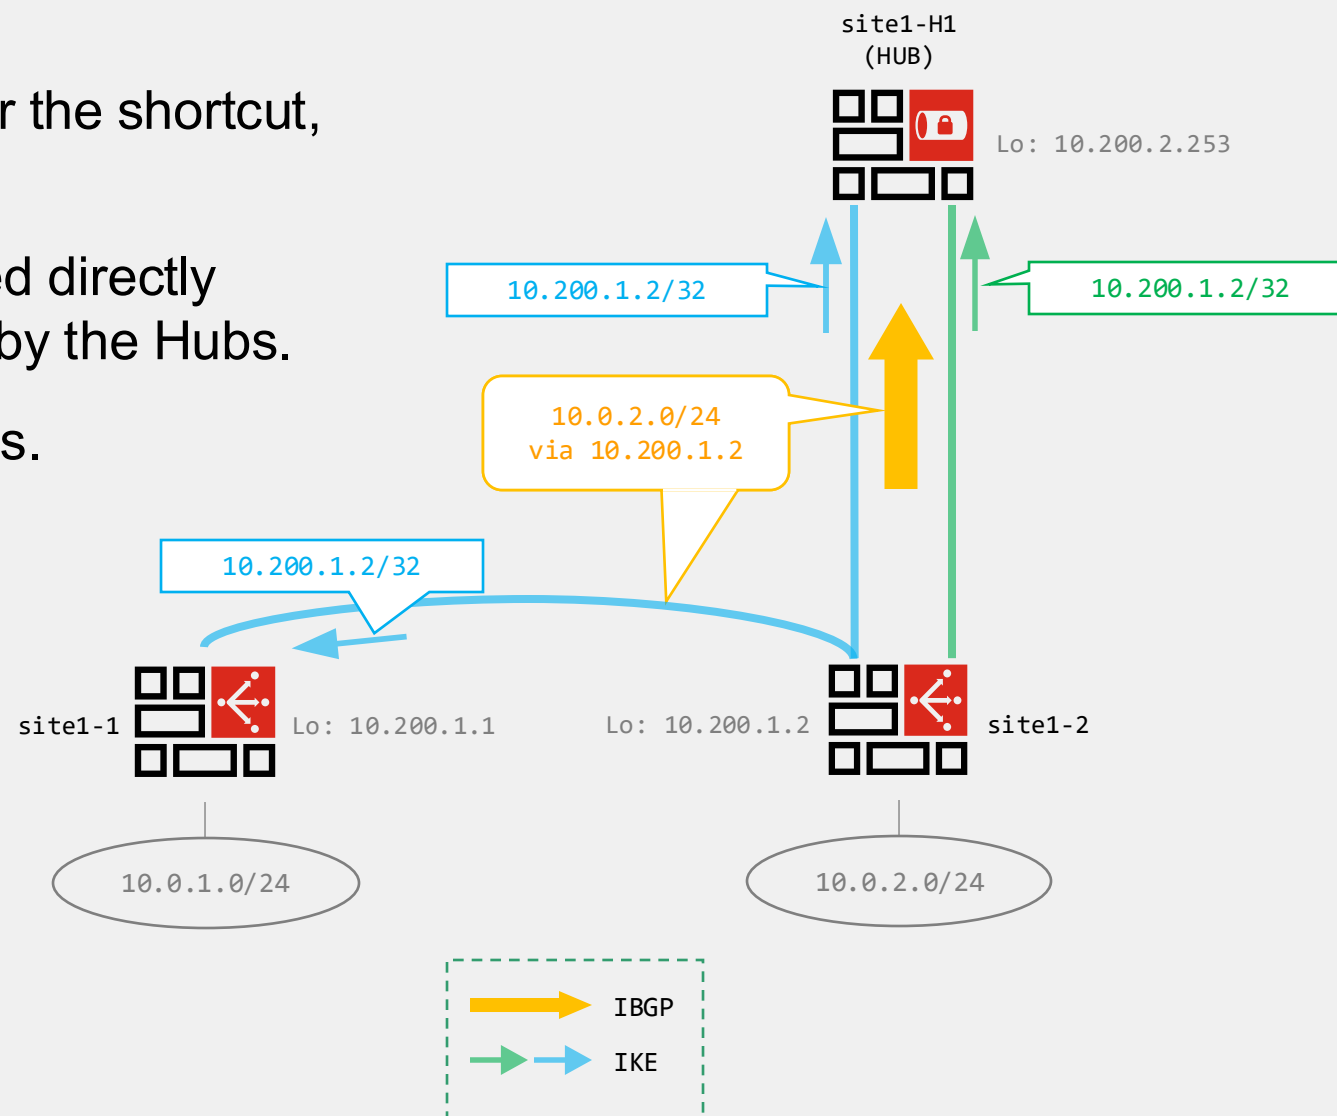 site1-H1
(HUB)
r the shortcut,
Lo: 10.200.2.253
ed directly
by the Hubs.
10.200.1.2/32
10.200.1.2/32
10.0.2.0/24
via 10.200.1.2
s.
10.200.1.2/32
site1-1
Lo: 10.200.1.1
Lo: 10.200.1.2
site1-2
10.0.1.0/24
10.0.2.0/24
IBGP
IKE